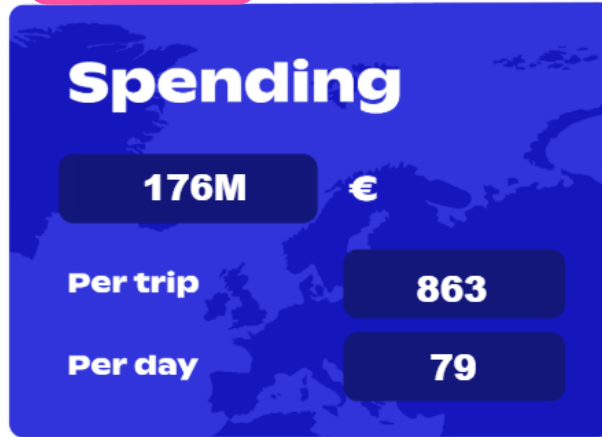 Spending
176M €
Per trip 863
Per day 79